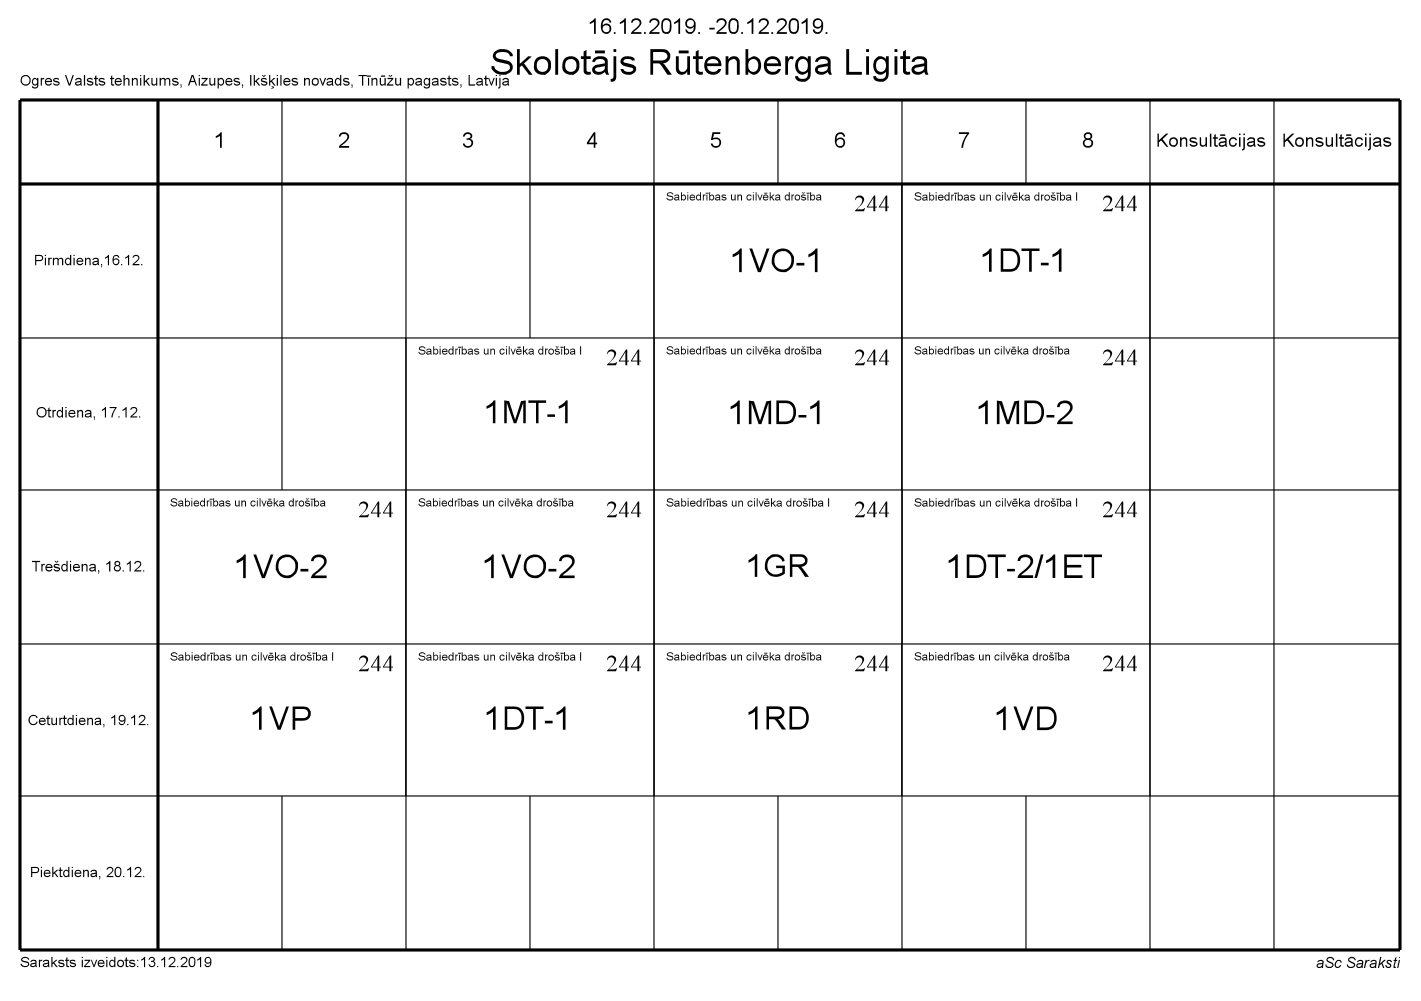 16.12.2019. -20.12.2019.
Skolotājs Rūtenberga Ligita
Ogres Valsts tehnikums, Aizupes, Ikšķiles novads, Tīnūžu pagasts, Latvija
1 2 3 4 5 6 7 8 Konsultācijas Konsultācijas
Pirmdiena,16.12.
Sabiedrības un cilvēka drošība 244
1VO-1
Sabiedrības un cilvēka drošība I 244
1DT-1
Otrdiena, 17.12.
Sabiedrības un cilvēka drošība I 244
1MT-1
Sabiedrības un cilvēka drošība 244
1MD-1
Sabiedrības un cilvēka drošība 244
1MD-2
Trešdiena, 18.12.
Sabiedrības un cilvēka drošība 244
1VO-2
Sabiedrības un cilvēka drošība 244
1VO-2
Sabiedrības un cilvēka drošība I 244
1GR
Sabiedrības un cilvēka drošība I 244
1DT-2/1ET
Ceturtdiena, 19.12.
Sabiedrības un cilvēka drošība I 244
1VP
Sabiedrības un cilvēka drošība I 244
1DT-1
Sabiedrības un cilvēka drošība 244
1RD
Sabiedrības un cilvēka drošība 244
1VD
Piektdiena, 20.12.
Saraksts izveidots:13.12.2019
aSc Saraksti